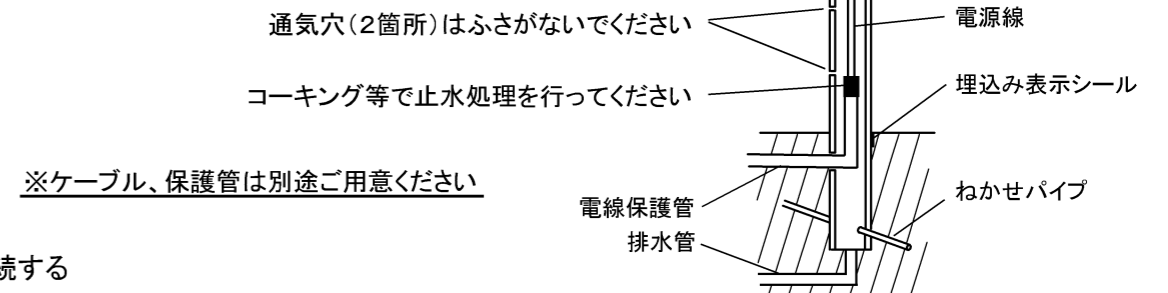 通気穴(2箇所)はふさがないでください
電源線
コーキング等で止水処理を行ってください
埋込み表示シール
※ケーブル、保護管は別途ご用意ください
ねかせパイプ
電線保護管
排水管
続する